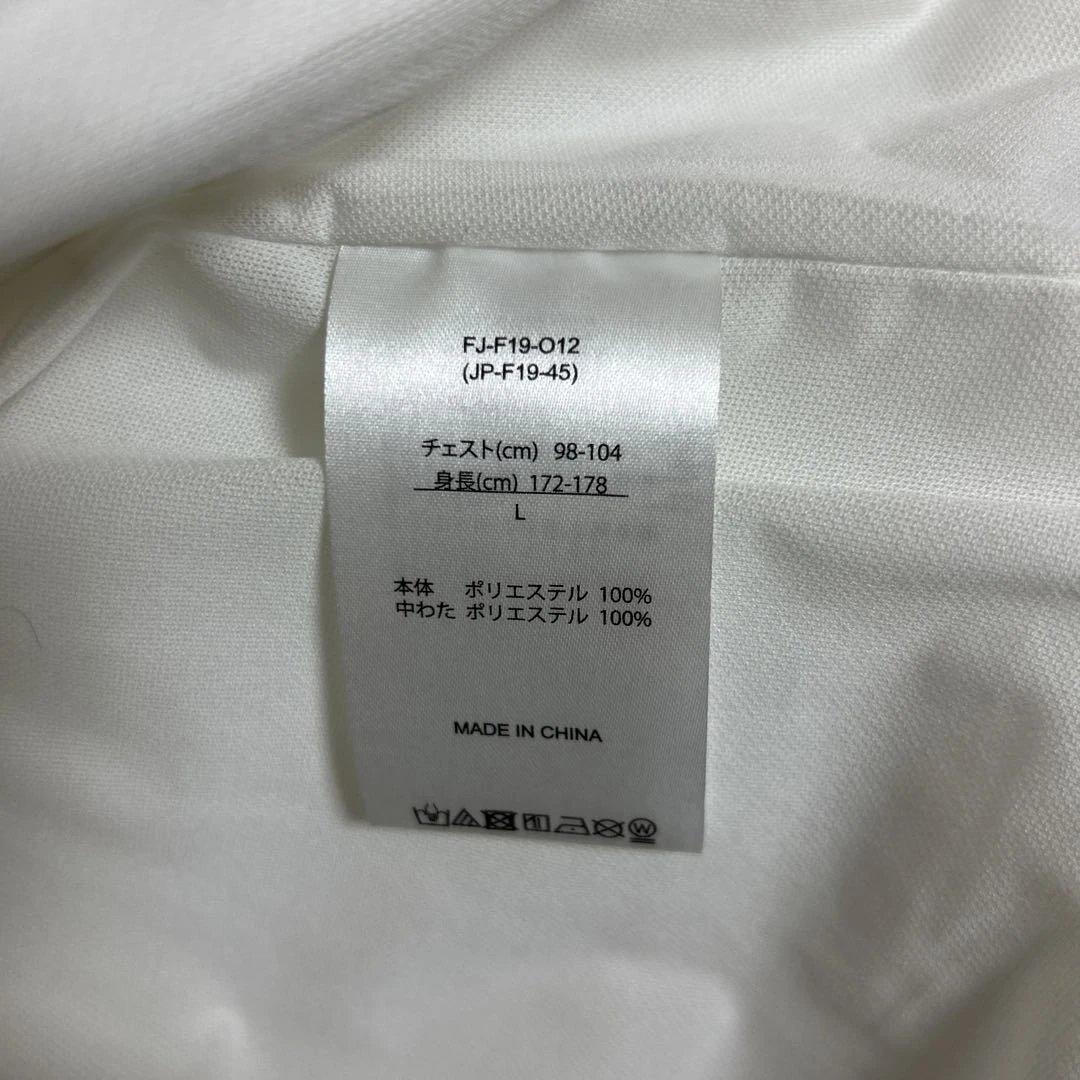 FJ-F19-O12
(JP-F19-45)
チェスト(cm) 98-104
身長(cm) 172-178
L
本体 ポリエステル 100%
中わた ポリエステル 100%
MADE IN CHINA
W